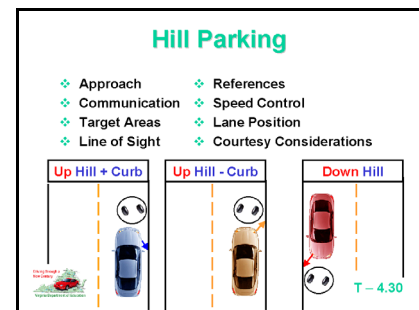 Hill Parking
❖ Approach
❖ Communication
❖ Target Areas
❖ Line of Sight
❖ References
❖ Speed Control
❖ Lane Position
❖ Courtesy Considerations
Up Hill + Curb
Up Hill - Curb
Down Hill
T – 4.30